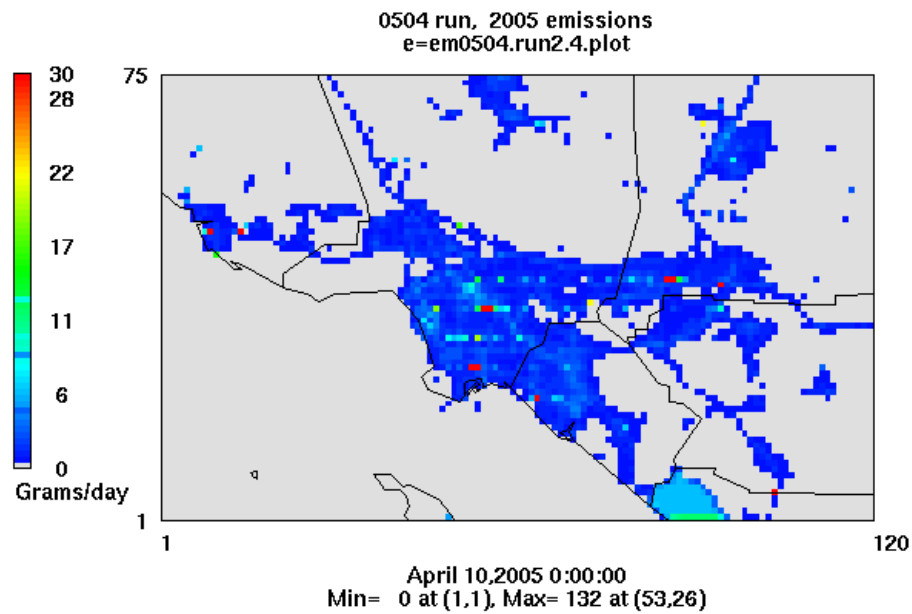 0504 run, 2005 emissions
e=em0504.run2.4.plot
30
28
22
17
11
6
0
Grams/day
75
1
1
120
April 10,2005 0:00:00
Min= 0 at (1,1), Max= 132 at (53,26)